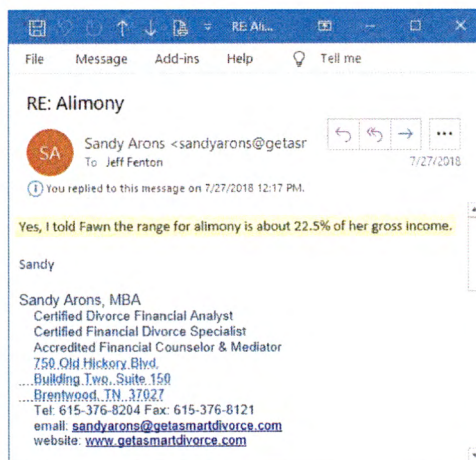 RE: Ali...
File Message Add-ins Help Tell me
RE: Alimony
SA
Sandy Arons <sandyarons@getasr
To Jeff Fenton
7/27/2018
You replied to this message on 7/27/2018 12:17 PM.
Yes, I told Fawn the range for alimony is about 22.5% of her gross income.
Sandy
Sandy Arons, MBA
Certified Divorce Financial Analyst
Certified Financial Divorce Specialist
Accredited Financial Counselor & Mediator
750 Old Hickory Blvd,
Building Two, Suite 150
Brentwood, TN 37027
Tel: 615-376-8204 Fax: 615-376-8121
email: sandyarons@getasmartdivorce.com
website: www.getasmartdivorce.com